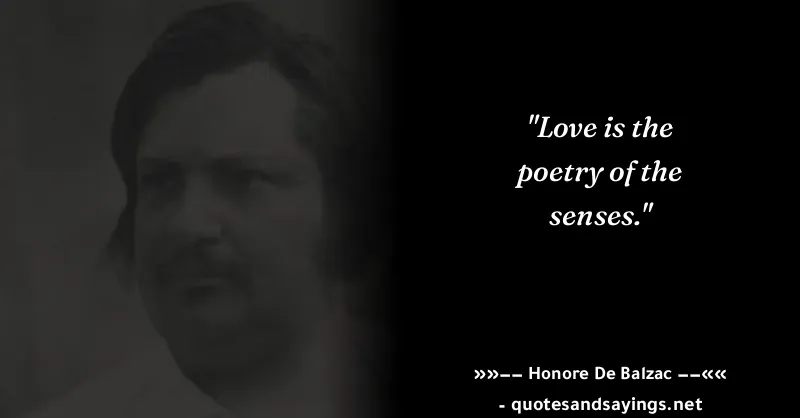 "Love is the
poetry of the
senses."
»»−− Honore De Balzac −−««
- quotesandsayings.net